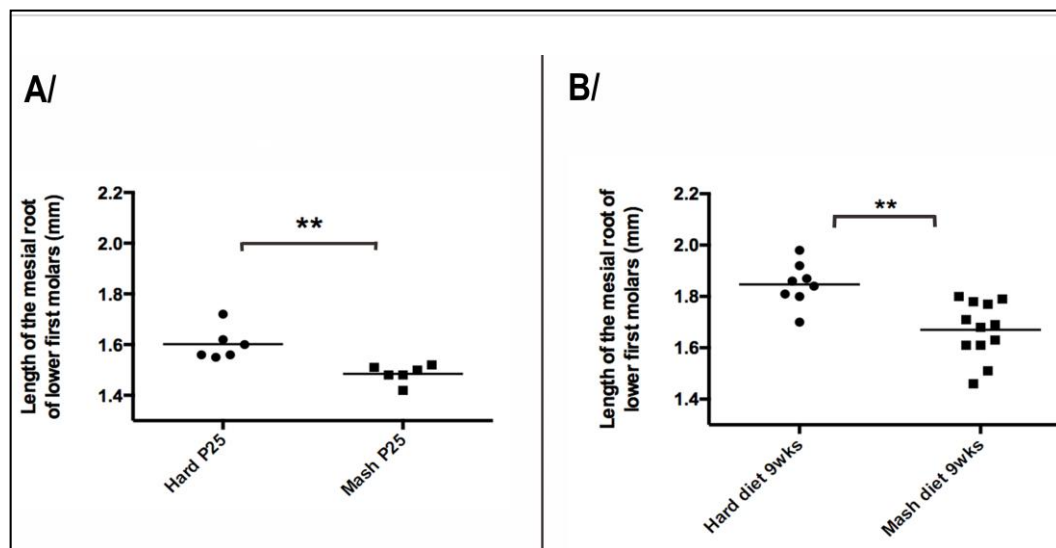 A/
Length of the mesial root
of lower first molars (mm)
2.2
2.0
1.8
1.6
1.4
**
Hard P25
Mash P25
B/
Length of the mesial root of
lower first molars (mm)
2.2
2.0
1.8
1.6
1.4
**
Hard diet 9wks
Mash diet 9wks